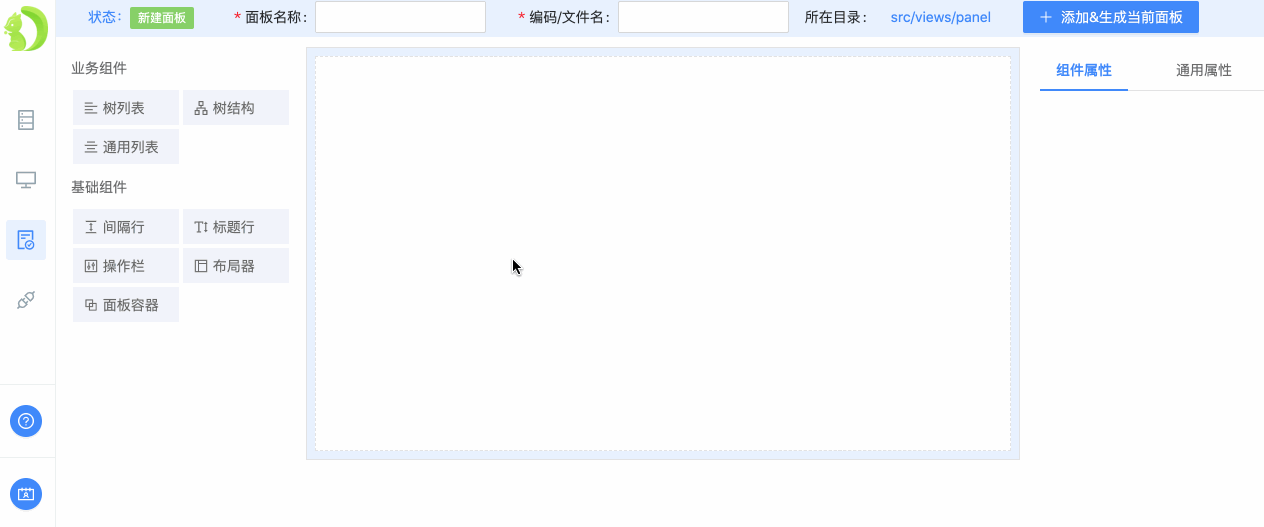 状态： 新建面板 * 面板名称： * 编码/文件名： 所在目录： src/views/panel 添加&生成当前面板
业务组件
树列表 树结构
通用列表
基础组件
间隔行 标题行
操作栏 布局器
面板容器
组件属性 通用属性